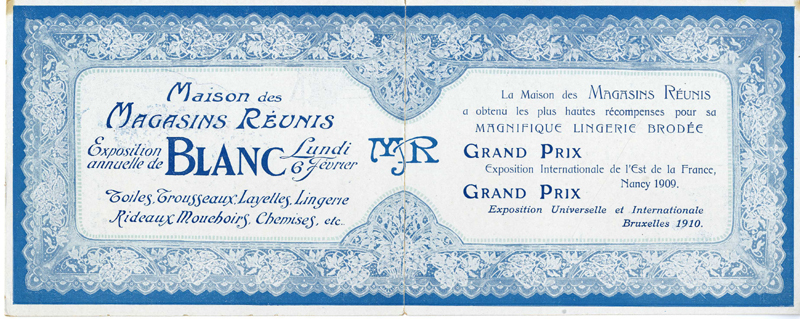 Maison des
Magasins Réunis
Exposition annuelle de BLANC Lundi 6 Février
Toiles, Trousseaux, Layettes, Lingerie
Rideaux, Mouchoirs, Chemises, etc..
MR
La Maison des Magasins Réunis
a obtenu les plus hautes récompenses pour sa
MAGNIFIQUE LINGERIE BRODÉE
GRAND PRIX
Exposition Internationale de l'Est de la France,
Nancy 1909.
GRAND PRIX
Exposition Universelle et Internationale
Bruxelles 1910.